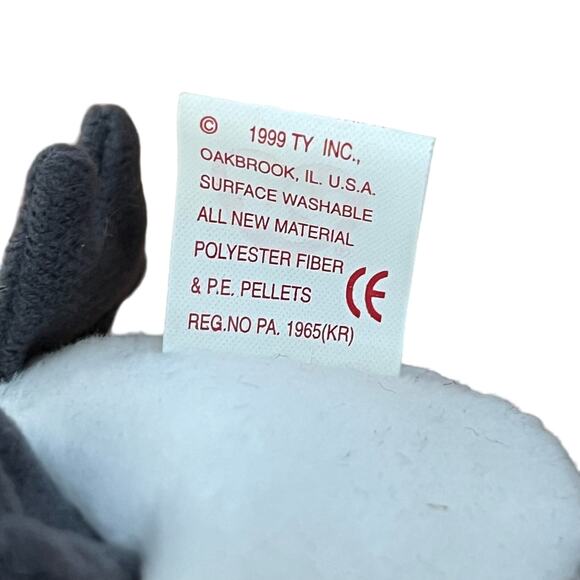 © 1999 TY INC.,
OAKBROOK, IL. U.S.A.
SURFACE WASHABLE
ALL NEW MATERIAL
POLYESTER FIBER
& P.E. PELLETS CE
REG.NO PA. 1965(KR)